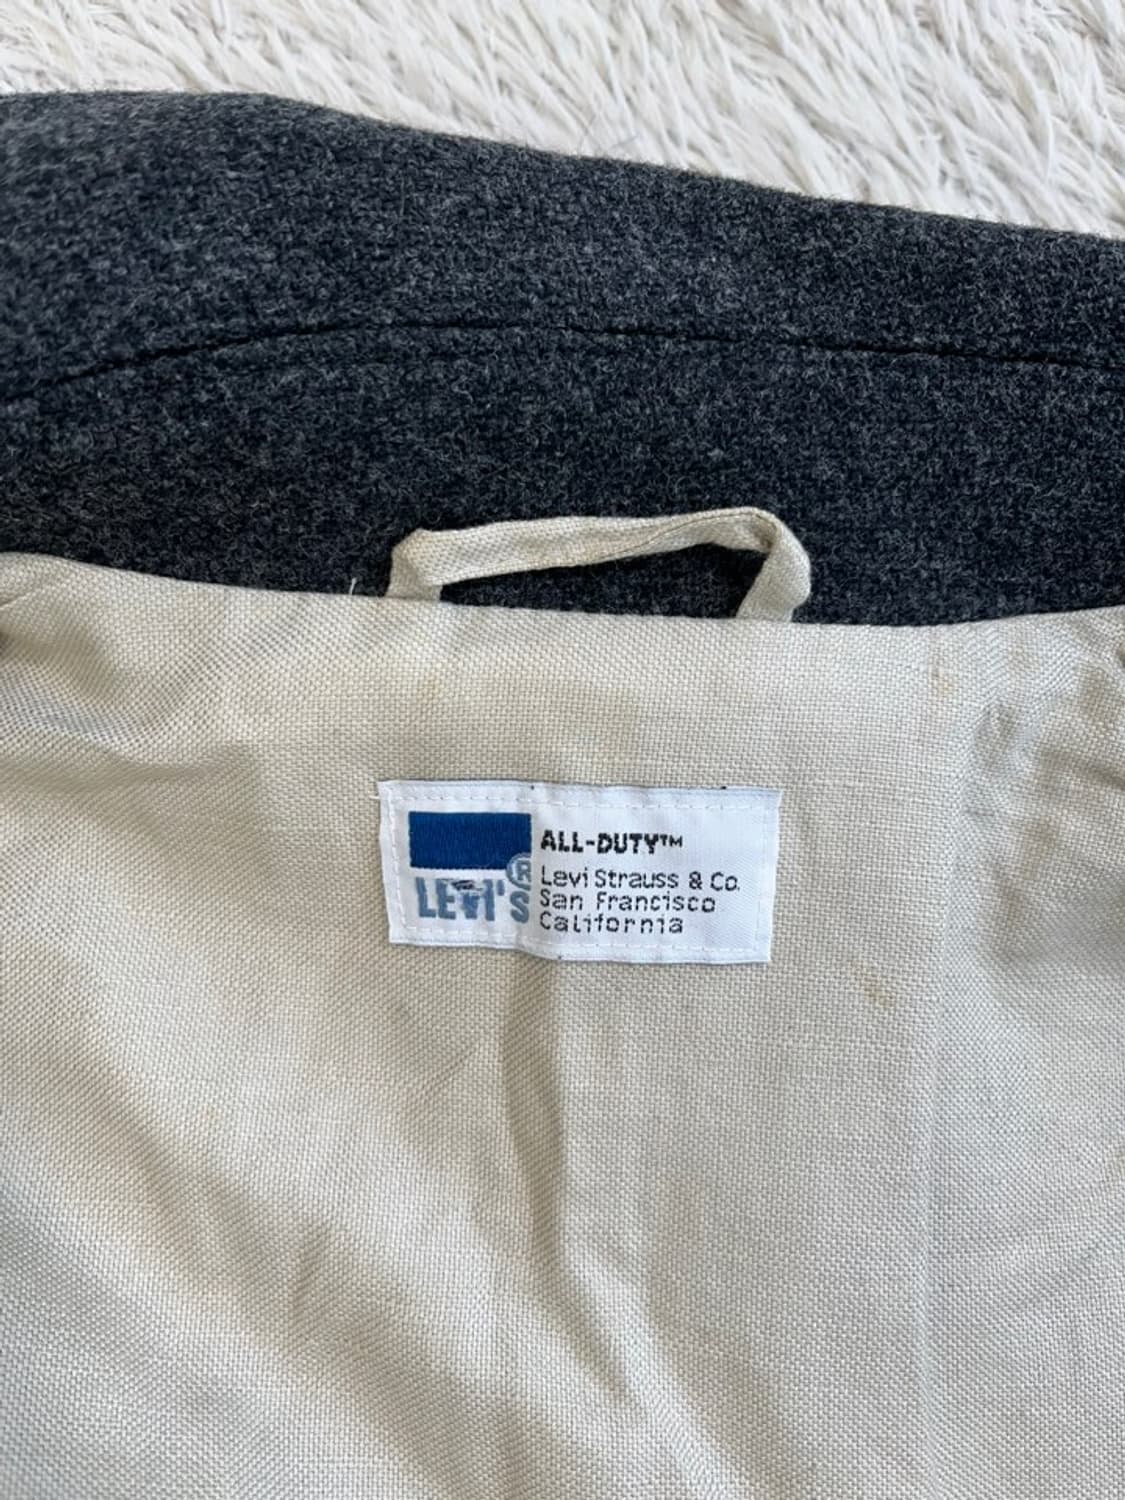 ALL-DUTY™
Levi Strauss & Co.
San Francisco
California
LEVI'S®